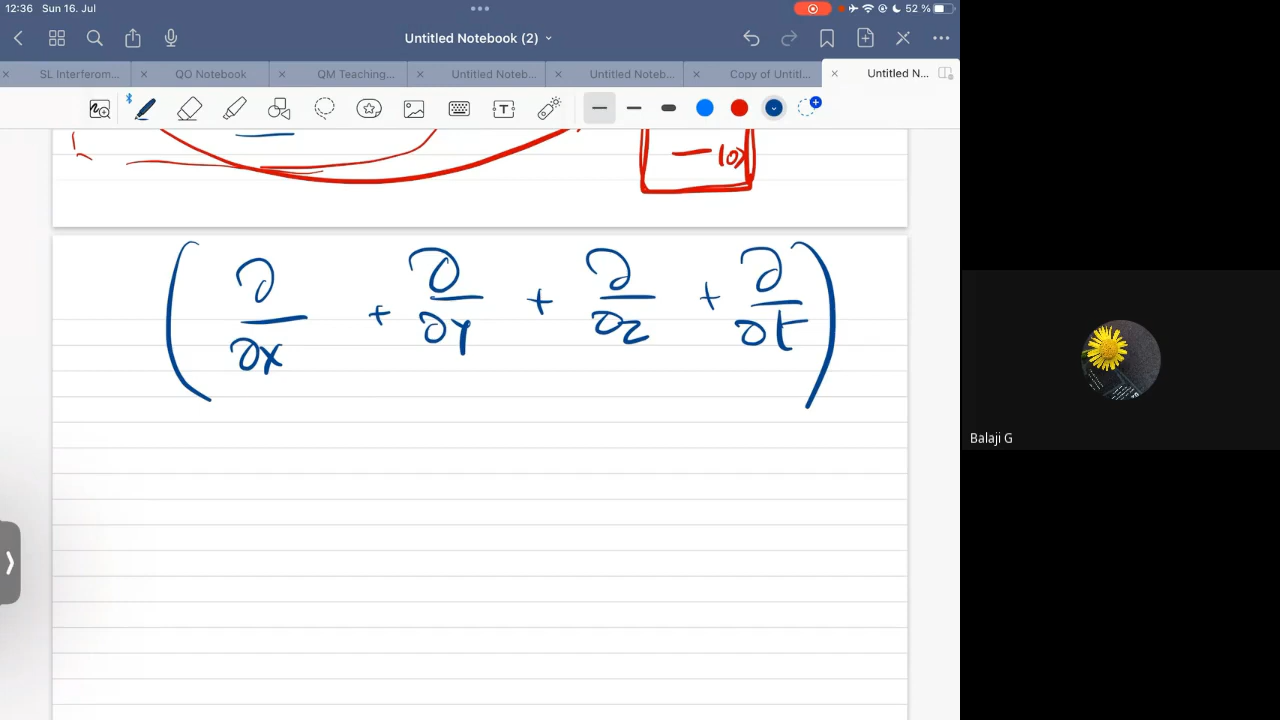 12:36 Sun 16. Jul 52 %
Untitled Notebook (2)
SL Interferom... QO Notebook QM Teaching... Untitled Noteb... Untitled Noteb... Copy of Untitl... Untitled N...
(∂/∂x + ∂/∂y + ∂/∂z + ∂/∂t)
Balaji G